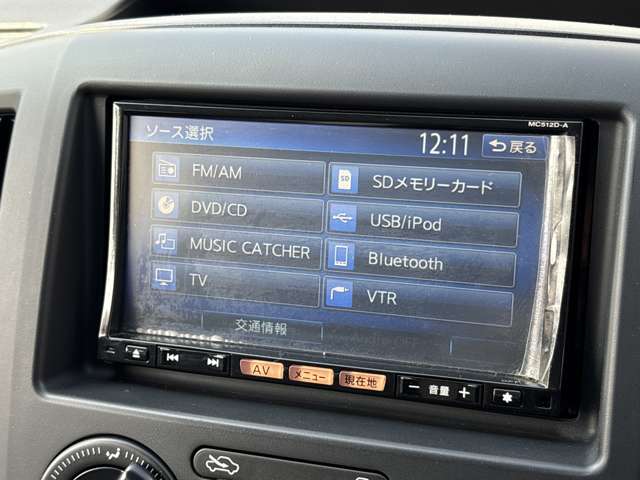 MC512D-A
ソース選択 12:11 戻る
FM/AM SDメモリーカード
DVD/CD USB/iPod
MUSIC CATCHER Bluetooth
TV VTR
交通情報
AV メニュー 現在地 − 音量 +